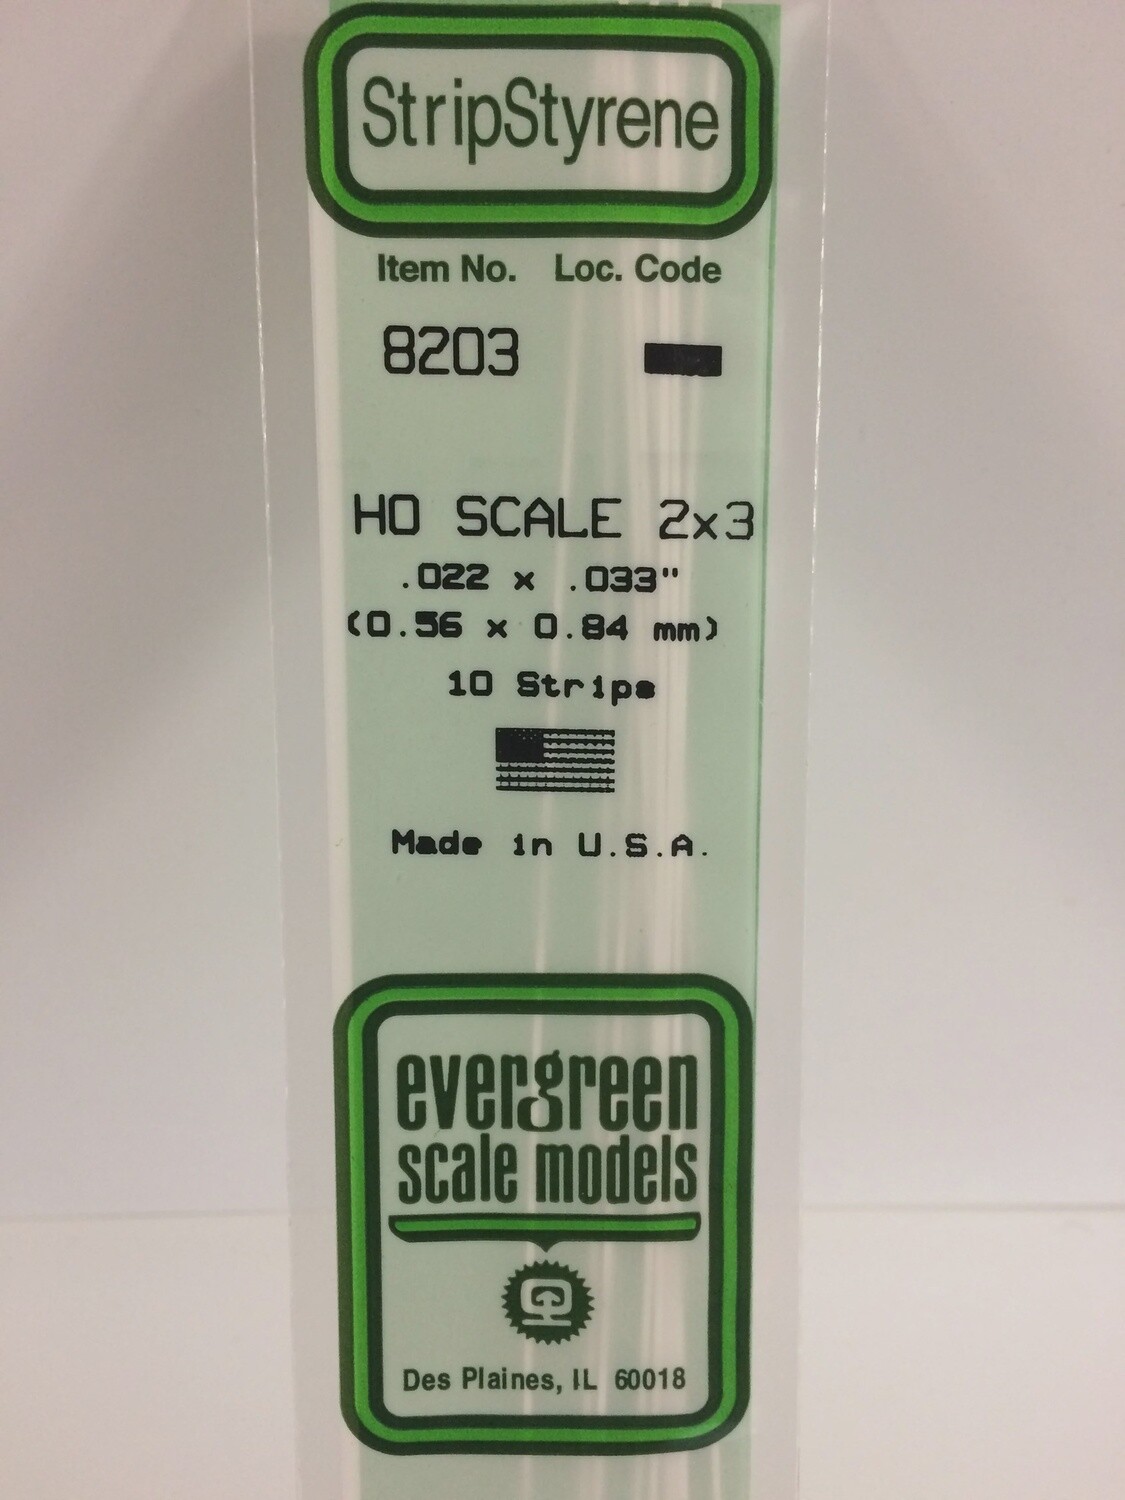 StripStyrene
Item No. Loc. Code
8203
HO SCALE 2x3
.022 x .033"
(0.56 x 0.84 mm)
10 Strips
Made in U.S.A.
evergreen
scale models
Des Plaines, IL 60018